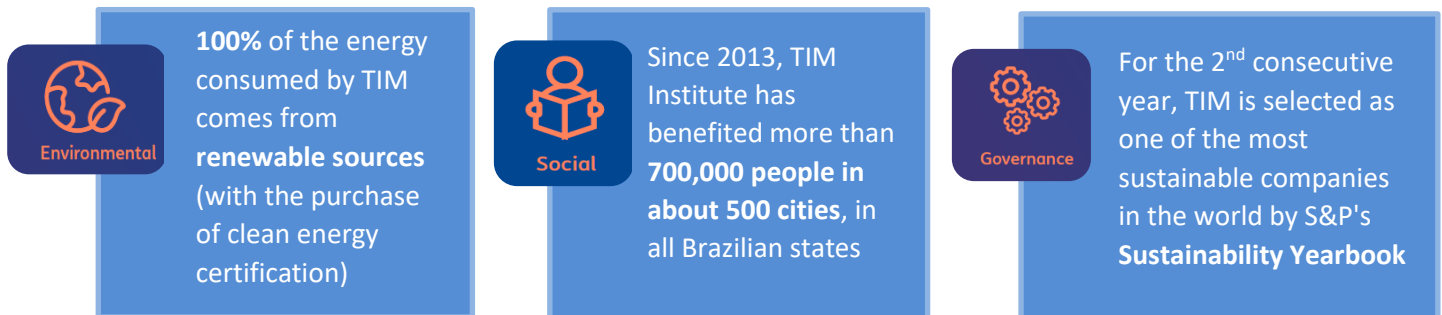 Environmental
100% of the energy
consumed by TIM
comes from
renewable sources
(with the purchase
of clean energy
certification)
Social
Since 2013, TIM
Institute has
benefited more than
700,000 people in
about 500 cities, in
all Brazilian states
Governance
For the 2nd consecutive
year, TIM is selected as
one of the most
sustainable companies
in the world by S&P's
Sustainability Yearbook